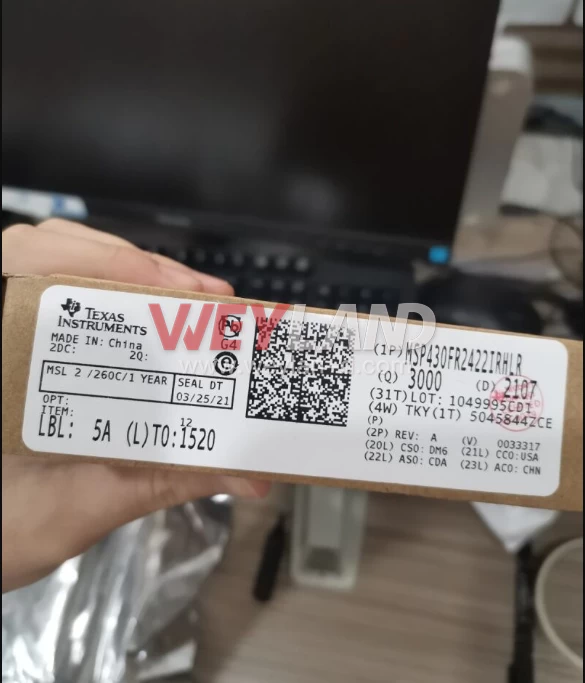 TEXAS
INSTRUMENTS
MADE IN: China
2DC: 2Q:
MSL 2 /260C/1 YEAR
SEAL DT
03/25/21
OPT:
ITEM:
LBL: 5A (L)TO:1520
12
Pb
G4
e
WEYLAND
(1P)MSP430FR2422IRHLR
(Q) 3000 (D) 2107
(31T)LOT: 1049995CD1
(4W) TKY(1T) 5045844ZCE
(P)
(2P) REV: A (V) 0033317
(20L) CSO: DM6 (21L) CCO:USA
(22L) ASO: CDA (23L) ACO: CHN